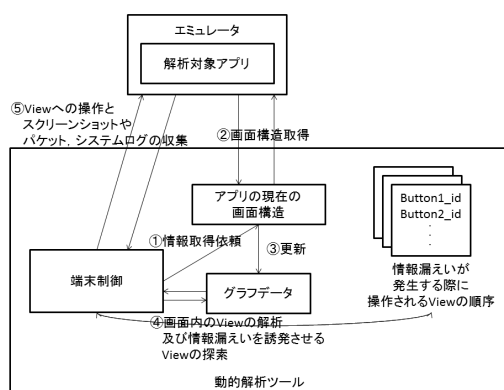 エミュレータ
解析対象アプリ
⑤Viewへの操作と
スクリーンショットや
パケット，システムログの収集
②画面構造取得
アプリの現在の
画面構造
Button1_id
Button2_id
.
.
.
①情報取得依頼
③更新
端末制御
グラフデータ
情報漏えいが
発生する際に
操作されるViewの順序
④画面内のViewの解析
及び情報漏えいを誘発させる
Viewの探索
動的解析ツール